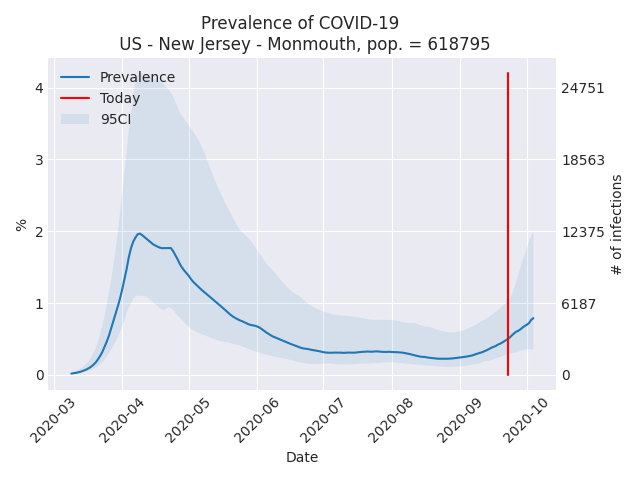 Prevalence of COVID-19
US - New Jersey - Monmouth, pop. = 618795
Prevalence
Today
95CI
4
3
2
1
0
%
24751
18563
12375
6187
0
# of infections
2020-03
2020-04
2020-05
2020-06
2020-07
2020-08
2020-09
2020-10
Date